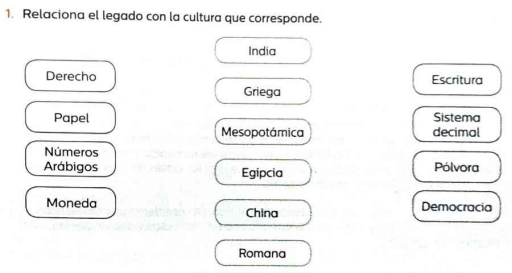 1. Relaciona el legado con la cultura que corresponde.
Derecho
Papel
Números
Arábigos
Moneda
India
Griega
Mesopotámica
Egipcia
China
Romana
Escritura
Sistema
decimal
Pólvora
Democracia